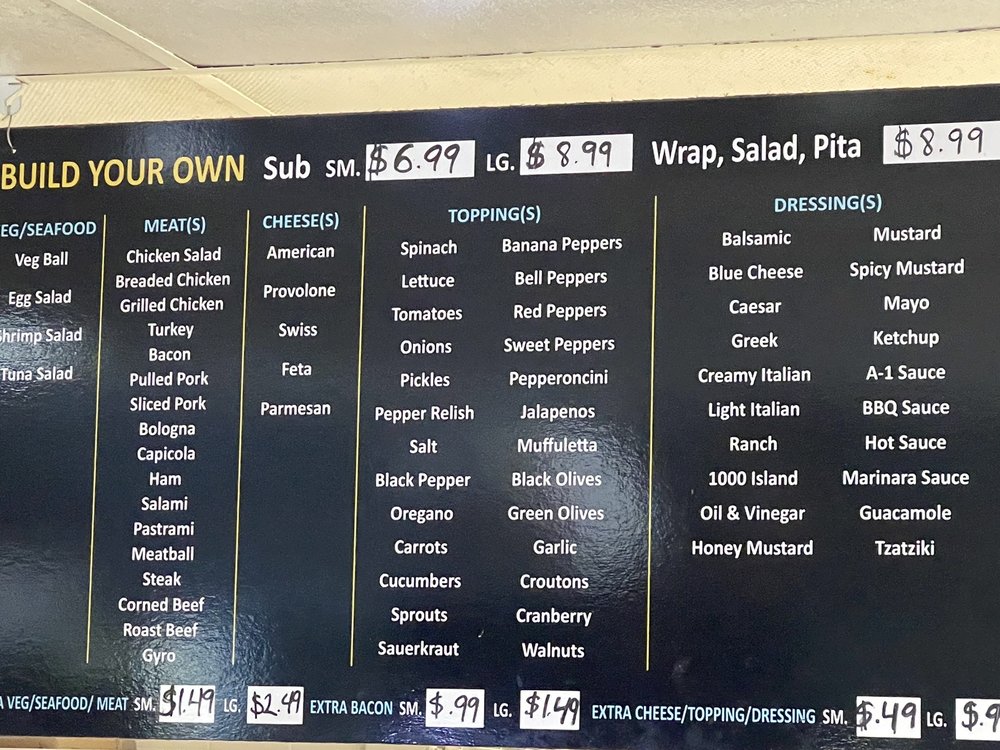 BUILD YOUR OWN Sub SM. $6.99 LG. $8.99 Wrap, Salad, Pita $8.99
VEG/SEAFOOD
Veg Ball
Egg Salad
Shrimp Salad
Tuna Salad
MEAT(S)
Chicken Salad
Breaded Chicken
Grilled Chicken
Turkey
Bacon
Pulled Pork
Sliced Pork
Bologna
Capicola
Ham
Salami
Pastrami
Meatball
Steak
Corned Beef
Roast Beef
Gyro
CHEESE(S)
American
Provolone
Swiss
Feta
Parmesan
TOPPING(S)
Spinach
Lettuce
Tomatoes
Onions
Pickles
Pepper Relish
Salt
Black Pepper
Oregano
Carrots
Cucumbers
Sprouts
Sauerkraut
Banana Peppers
Bell Peppers
Red Peppers
Sweet Peppers
Pepperoncini
Jalapenos
Muffuletta
Black Olives
Green Olives
Garlic
Croutons
Cranberry
Walnuts
DRESSING(S)
Balsamic
Blue Cheese
Caesar
Greek
Creamy Italian
Light Italian
Ranch
1000 Island
Oil & Vinegar
Honey Mustard
Mustard
Spicy Mustard
Mayo
Ketchup
A-1 Sauce
BBQ Sauce
Hot Sauce
Marinara Sauce
Guacamole
Tzatziki
A VEG/SEAFOOD/ MEAT SM. $1.49 LG. $2.49 EXTRA BACON SM. $.99 LG. $1.49 EXTRA CHEESE/TOPPING/DRESSING SM. $.49 LG. $.9